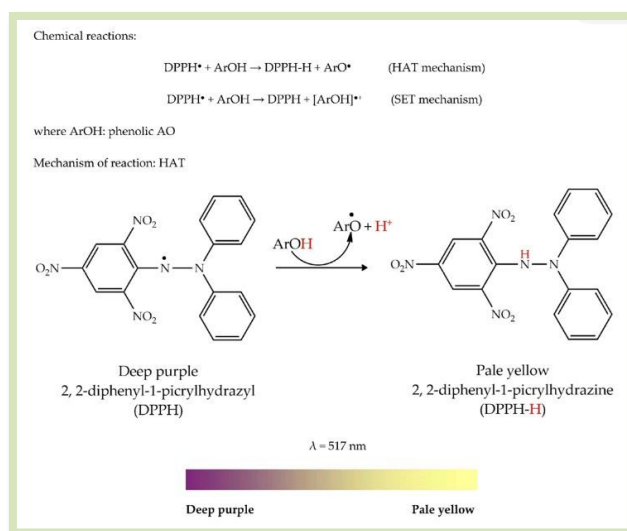 Chemical reactions:
DPPH• + ArOH → DPPH-H + ArO• (HAT mechanism)
DPPH• + ArOH → DPPH + [ArOH]•⁺ (SET mechanism)
where ArOH: phenolic AO
Mechanism of reaction: HAT
NO₂
O₂N
N
N
NO₂
ArOH
ArO + H⁺
NO₂
O₂N
H
N
N
NO₂
Deep purple
2, 2-diphenyl-1-picrylhydrazyl
(DPPH)
Pale yellow
2, 2-diphenyl-1-picrylhydrazine
(DPPH-H)
λ = 517 nm
Deep purple
Pale yellow